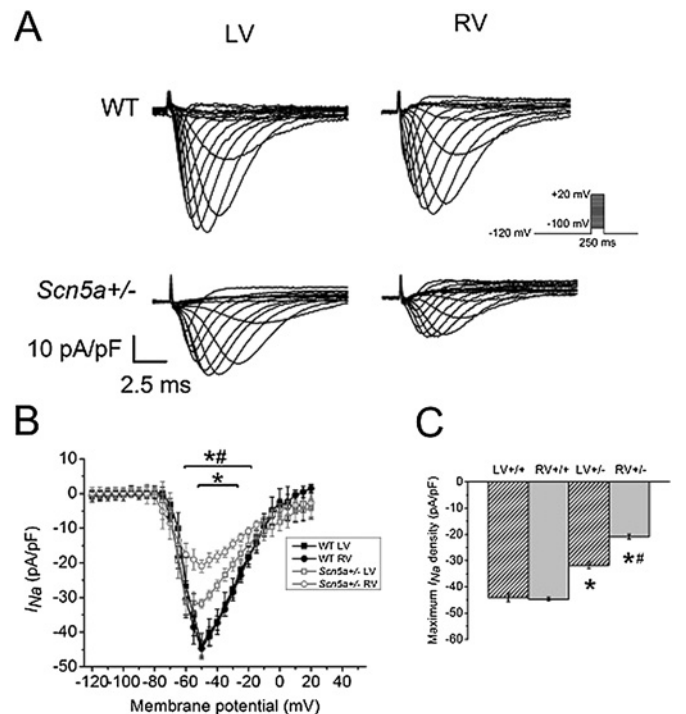 A
LV
RV
WT
+20 mV
-100 mV
-120 mV
250 ms
Scn5a+/-
10 pA/pF
2.5 ms
B
*#
*
10
0
-10
-20
-30
-40
-50
INa (pA/pF)
WT LV
WT RV
Scn5a+/- LV
Scn5a+/- RV
-120 -100 -80 -60 -40 -20 0 20 40
Membrane potential (mV)
C
LV+/+ RV+/+ LV+/- RV+/-
0
-10
-20
-30
-40
-50
-60
Maximum INa density (pA/pF)
*
*#